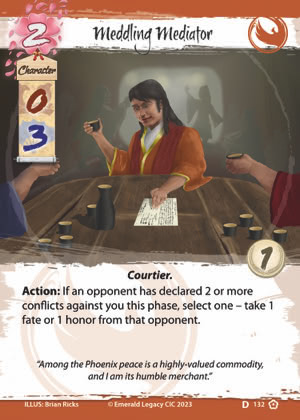 2
Meddling Mediator
Character
0
3
1
Courtier.
Action: If an opponent has declared 2 or more
conflicts against you this phase, select one – take 1
fate or 1 honor from that opponent.
"Among the Phoenix peace is a highly-valued commodity,
and I am its humble merchant."
ILLUS: Brian Ricks © Emerald Legacy CIC 2023 D 132